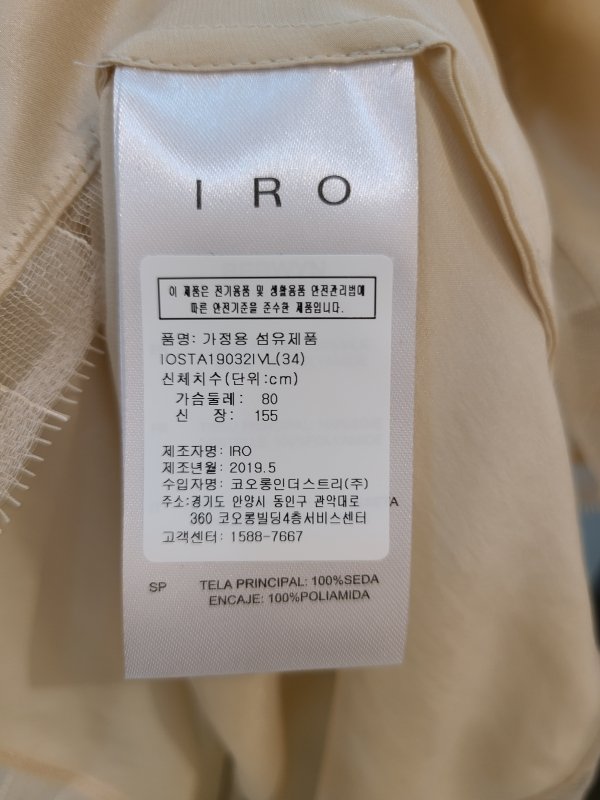 IRO
이 제품은 전기용품 및 생활용품 안전관리법에
따른 안전기준을 준수한 제품입니다.
품명: 가정용 섬유제품
IOSTA19032IVL(34)
신체치수(단위:cm)
가슴둘레: 80
신 장: 155
제조자명: IRO
제조년월: 2019.5
수입자명: 코오롱인더스트리(주)
주소:경기도 안양시 동인구 관악대로
360 코오롱빌딩4층서비스센터
고객센터: 1588-7667
SP TELA PRINCIPAL: 100%SEDA
ENCAJE: 100%POLIAMIDA